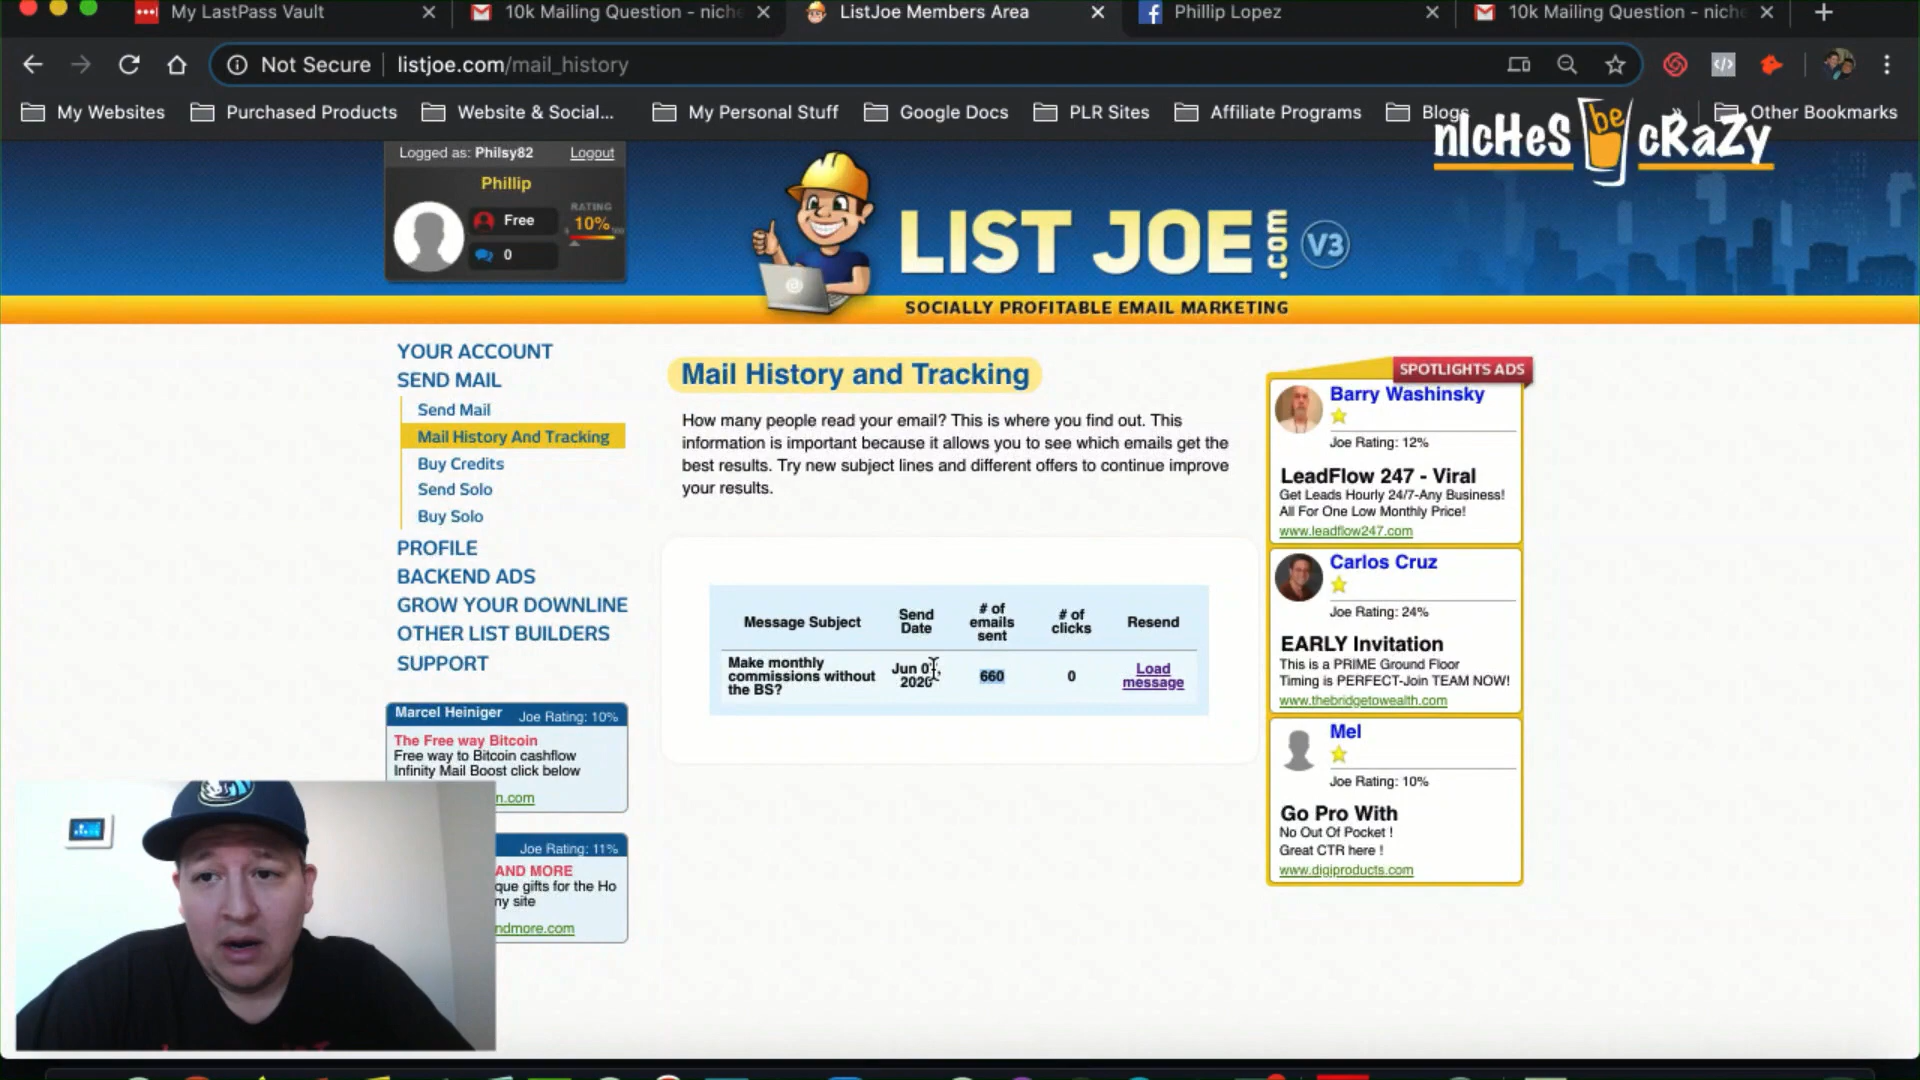 My LastPass Vault
10k Mailing Question - niche
ListJoe Members Area
Phillip Lopez
10k Mailing Question - niche
Not Secure
listjoe.com/mail_history
My Websites
Purchased Products
Website & Social...
My Personal Stuff
Google Docs
PLR Sites
Affiliate Programs
Blogs
Other Bookmarks
nIcHeS be cRaZy
Logged as: Philsy82
Logout
Phillip
Free
RATING
10%
0
LIST JOE .com
V3
SOCIALLY PROFITABLE EMAIL MARKETING
YOUR ACCOUNT
SEND MAIL
Send Mail
Mail History And Tracking
Buy Credits
Send Solo
Buy Solo
PROFILE
BACKEND ADS
GROW YOUR DOWNLINE
OTHER LIST BUILDERS
SUPPORT
Marcel Heiniger
Joe Rating: 10%
The Free way Bitcoin
Free way to Bitcoin cashflow
Infinity Mail Boost click below
n.com
Joe Rating: 11%
AND MORE
que gifts for the Ho
ny site
ndmore.com
Mail History and Tracking
How many people read your email? This is where you find out. This
information is important because it allows you to see which emails get the
best results. Try new subject lines and different offers to continue improve
your results.
Message Subject
Send
Date
# of
emails
sent
# of
clicks
Resend
Make monthly
commissions without
the BS?
Jun
2020
660
0
Load
message
SPOTLIGHTS ADS
Barry Washinsky
Joe Rating: 12%
LeadFlow 247 - Viral
Get Leads Hourly 24/7-Any Business!
All For One Low Monthly Price!
www.leadflow247.com
Carlos Cruz
Joe Rating: 24%
EARLY Invitation
This is a PRIME Ground Floor
Timing is PERFECT-Join TEAM NOW!
www.thebridgetowealth.com
Mel
Joe Rating: 10%
Go Pro With
No Out Of Pocket !
Great CTR here !
www.digiproducts.com